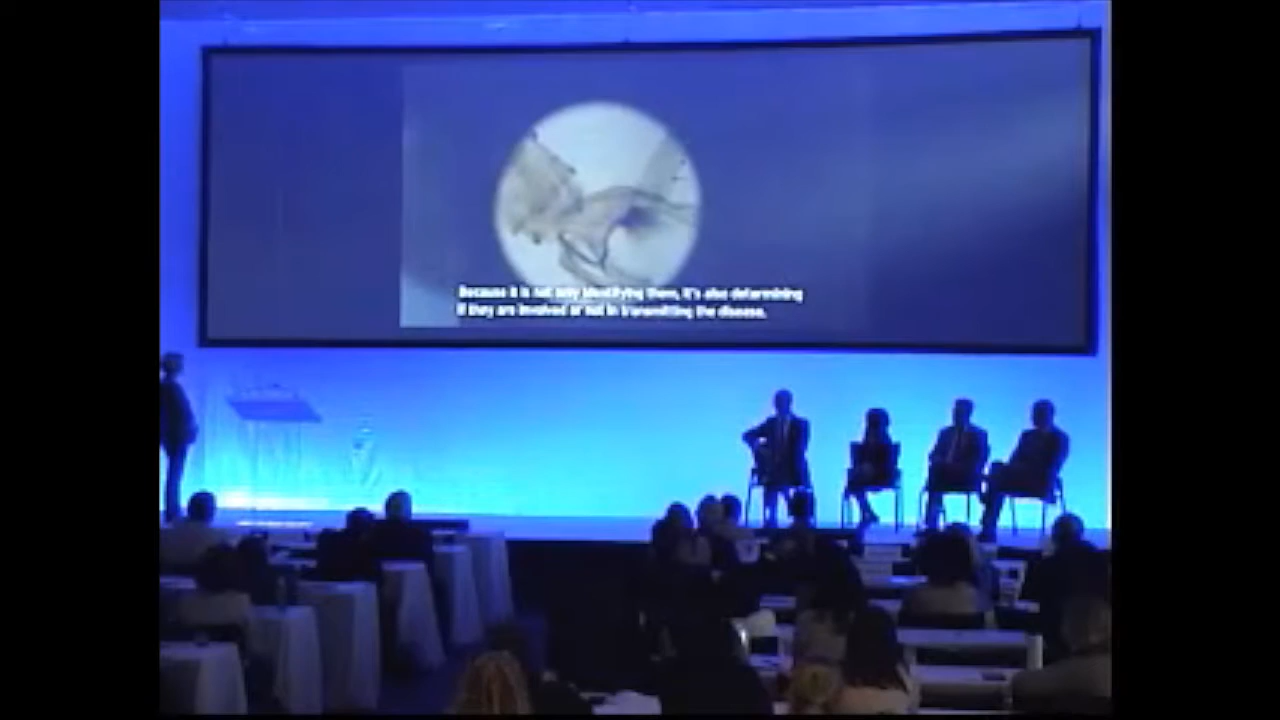 Because it is not only identifying them, it's also determining
if they are involved or not in transmitting the disease.